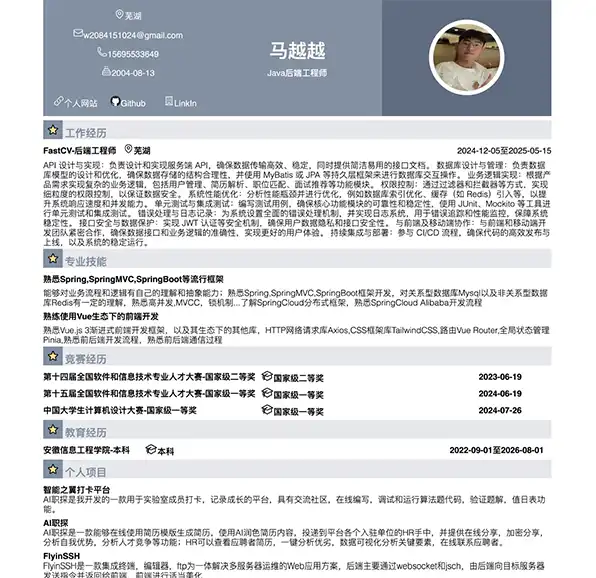 芜湖
w2084151024@gmail.com
15695533649
2004-08-13
个人网站 Github LinkIn
马越越
Java后端工程师
工作经历
FastCV-后端工程师 芜湖 2024-12-05至2025-05-15
API 设计与实现：负责设计和实现服务端 API，确保数据传输高效、稳定，同时提供简洁易用的接口文档。 数据库设计与管理：负责数据
库模型的设计和优化，确保数据存储的结构合理性，并使用 MyBatis 或 JPA 等持久层框架来进行数据库交互操作。 业务逻辑实现：根据产
品需求实现复杂的业务逻辑，包括用户管理、简历解析、职位匹配、面试推荐等功能模块。 权限控制：通过过滤器和拦截器等方式，实现
细粒度的权限控制，以保证数据安全。 系统性能优化：分析性能瓶颈并进行优化，例如数据库索引优化、缓存（如 Redis）引入等，以提
升系统响应速度和并发能力。 单元测试与集成测试：编写测试用例，确保核心功能模块的可靠性和稳定性，使用 JUnit、Mockito 等工具进
行单元测试和集成测试。 错误处理与日志记录：为系统设置全面的错误处理机制，并实现日志系统，用于错误追踪和性能监控，保障系统
稳定性。 接口安全与数据保护：实现 JWT 认证等安全机制，确保用户数据隐私和接口安全。 与前端及移动端协作：与前端和移动端开
发团队紧密合作，确保数据接口和业务逻辑的准确性，实现更好的用户体验。 持续集成与部署：参与 CI/CD 流程，确保代码的高效发布与
上线，以及系统的稳定运行。
专业技能
熟悉Spring,SpringMVC,SpringBoot等流行框架
能够对业务流程和逻辑有自己的理解和抽象能力；熟悉Spring.SpringMVC,SpringBoot框架开发，对关系型数据库Mysql以及非关系型数据
库Redis有一定的理解，熟悉高并发,MVCC，锁机制...了解SpringCloud分布式框架，熟悉SpringCloud Alibaba开发流程
熟练使用Vue生态下的前端开发
熟悉Vue.js 3渐进式前端开发框架，以及其生态下的其他库，HTTP网络请求库Axios,CSS框架库TailwindCSS,路由Vue Router,全局状态管理
Pinia,熟悉前后端开发流程，熟悉前后端通信过程
竞赛经历
第十四届全国软件和信息技术专业人才大赛-国家级二等奖 国家级二等奖 2023-06-19
第十五届全国软件和信息技术专业人才大赛-国家级一等奖 国家级一等奖 2024-06-19
中国大学生计算机设计大赛-国家级一等奖 国家级一等奖 2024-07-26
教育经历
安徽信息工程学院-本科 本科 2022-09-01至2026-08-01
个人项目
智能之翼打卡平台
AI职探是我开发的一款用于实验室成员打卡，记录成长的平台，具有交流社区，在线编写，调试和运行算法题代码，验证题解，值日表功
能。
AI职探
AI职探是一款能够在线使用简历模版生成简历，使用AI润色简历内容，投递到平台各个入驻单位的HR手中，并提供在线分享，加密分享，
分析自我优势，分析人才竞争等功能；HR可以查看应聘者简历，一键分析优劣，数据可视化分析关键要素，在线联系应聘者。
FlyinSSH
FlyinSSH是一款集成终端，编辑器，ftp为一体解决多服务器运维的Web应用方案，后端主要通过websocket和jsch，由后端向目标服务器
发送指令并返回给前端，前端进行适当美化